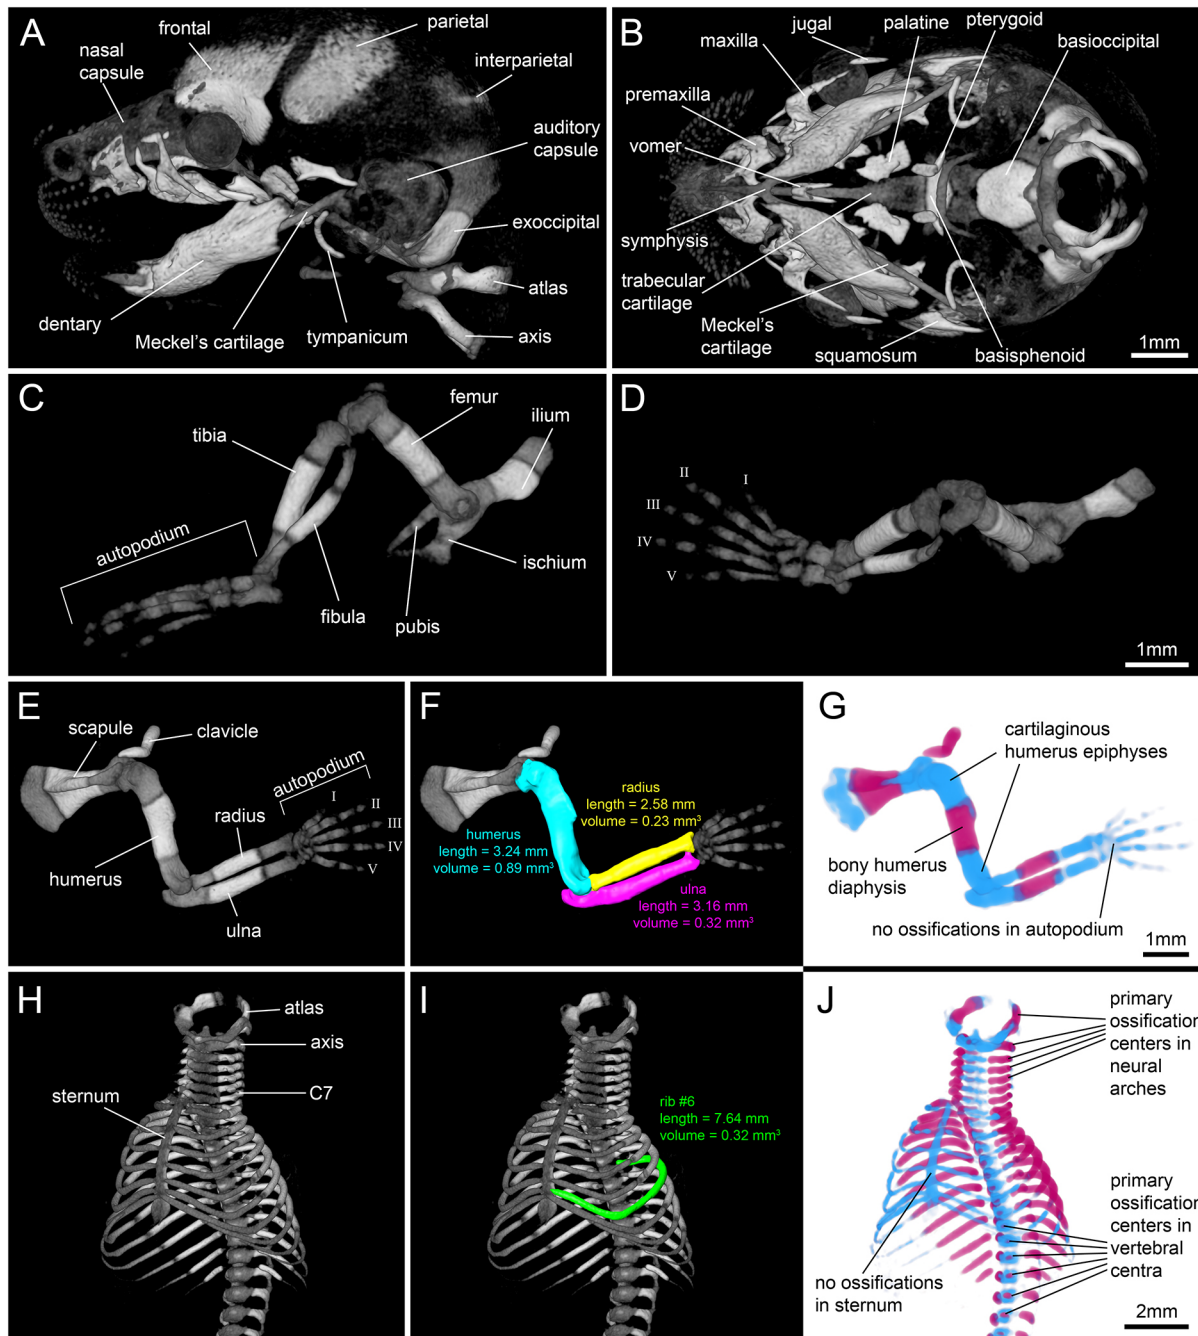 A
frontal
parietal
nasal
capsule
interparietal
auditory
capsule
exoccipital
atlas
axis
dentary
Meckel's cartilage
tympanicum
B
jugal
palatine
pterygoid
maxilla
basioccipital
premaxilla
vomer
symphysis
trabecular
cartilage
Meckel's
cartilage
squamosum
basisphenoid
1mm
C
femur
ilium
tibia
autopodium
ischium
fibula
pubis
D
I
II
III
IV
V
1mm
E
scapule
clavicle
autopodium
I
II
III
IV
V
radius
humerus
ulna
F
radius
length = 2.58 mm
volume = 0.23 mm³
humerus
length = 3.24 mm
volume = 0.89 mm³
ulna
length = 3.16 mm
volume = 0.32 mm³
G
cartilaginous
humerus epiphyses
bony humerus
diaphysis
no ossifications in autopodium
1mm
H
atlas
axis
C7
sternum
I
rib #6
length = 7.64 mm
volume = 0.32 mm³
J
primary
ossification
centers in
neural
arches
primary
ossification
centers in
vertebral
centra
no ossifications
in sternum
2mm